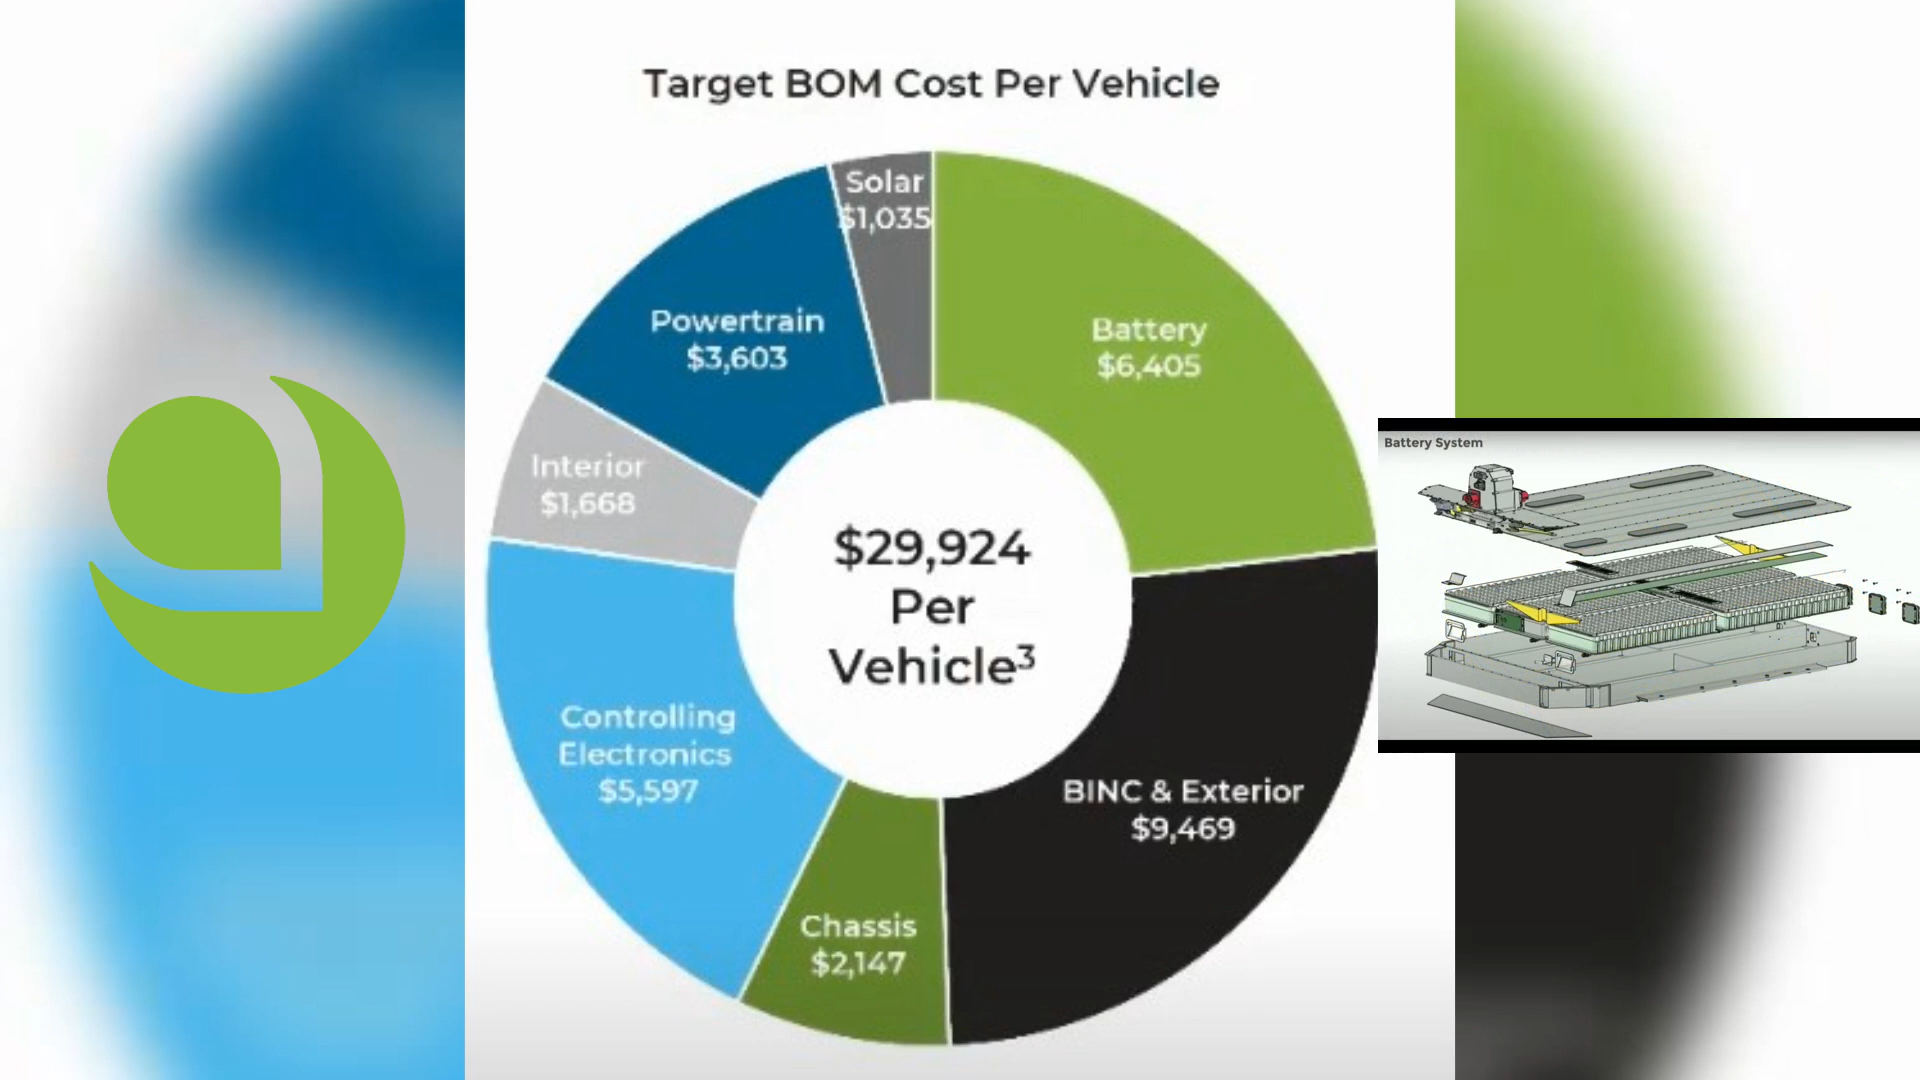 Target BOM Cost Per Vehicle
Solar
$1,035
Battery
$6,405
Powertrain
$3,603
Interior
$1,668
$29,924
Per
Vehicle³
Controlling
Electronics
$5,597
BINC & Exterior
$9,469
Chassis
$2,147
Battery System